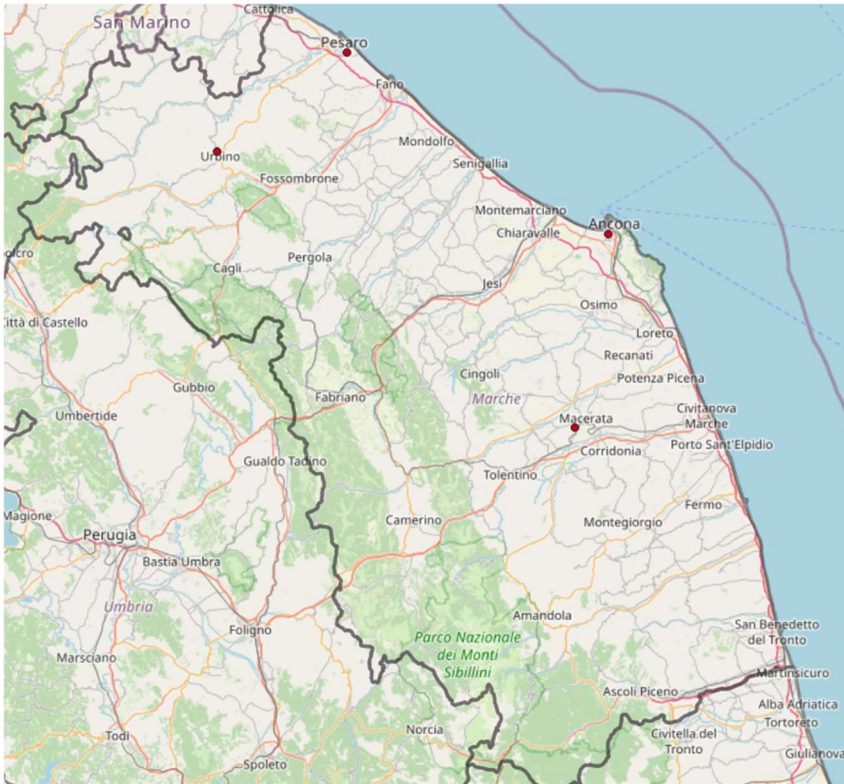 Cattolica
San Marino
Pesaro
Fano
Mondolfo
Urbino
Senigallia
Fossombrone
Montemarciano
Ancona
Chiaravalle
Pergola
Cagli
Jesi
Osimo
Città di Castello
Loreto
Recanati
Cingoli
Potenza Picena
Gubbio
Fabriano
Marche
Umbertide
Macerata
Civitanova
Marche
Porto Sant'Elpidio
Corridonia
Gualdo Tadino
Tolentino
Fermo
Magione
Camerino
Montegiorgio
Perugia
Bastia Umbra
Umbria
Amandola
Foligno
San Benedetto
del Tronto
Parco Nazionale
dei Monti
Sibillini
Marsciano
Martinsicuro
Ascoli Piceno
Alba Adriatica
Tortoreto
Norcia
Civitella del
Tronto
Todi
Giulianova
Spoleto